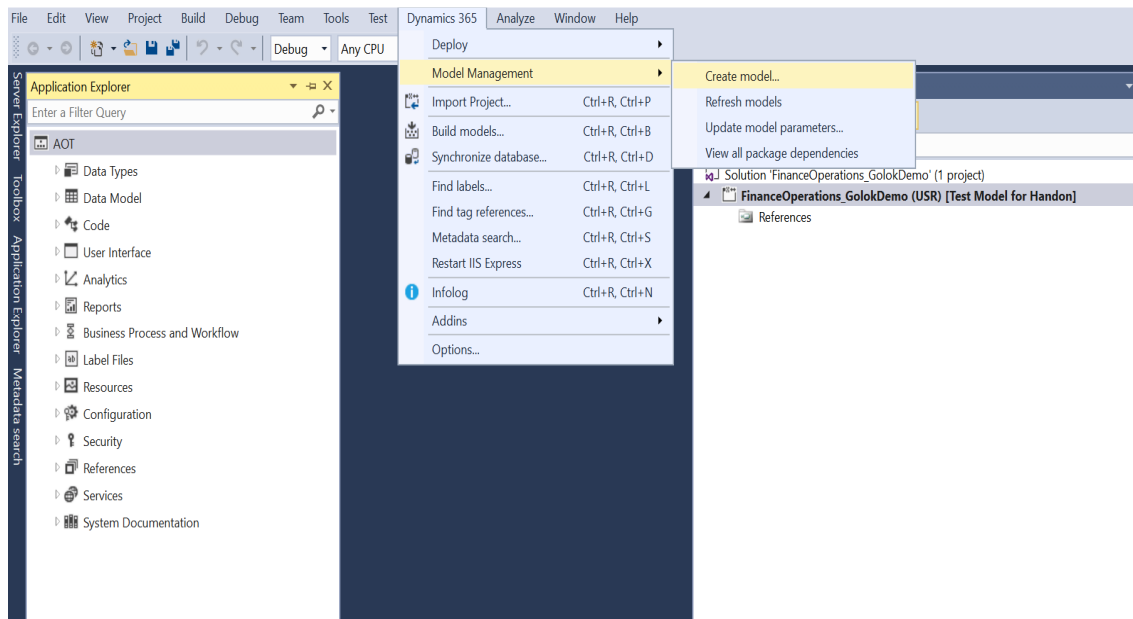 File Edit View Project Build Debug Team Tools Test Dynamics 365 Analyze Window Help
Debug Any CPU
Server Explorer
Toolbox
Application Explorer
Metadata search
Application Explorer
Enter a Filter Query
AOT
Data Types
Data Model
Code
User Interface
Analytics
Reports
Business Process and Workflow
Label Files
Resources
Configuration
Security
References
Services
System Documentation
Deploy
Model Management
Import Project... Ctrl+R, Ctrl+P
Build models... Ctrl+R, Ctrl+B
Synchronize database... Ctrl+R, Ctrl+D
Find labels... Ctrl+R, Ctrl+L
Find tag references... Ctrl+R, Ctrl+G
Metadata search... Ctrl+R, Ctrl+S
Restart IIS Express Ctrl+R, Ctrl+X
Infolog Ctrl+R, Ctrl+N
Addins
Options...
Create model...
Refresh models
Update model parameters...
View all package dependencies
Solution 'FinanceOperations_GolokDemo' (1 project)
FinanceOperations_GolokDemo (USR) [Test Model for Handon]
References